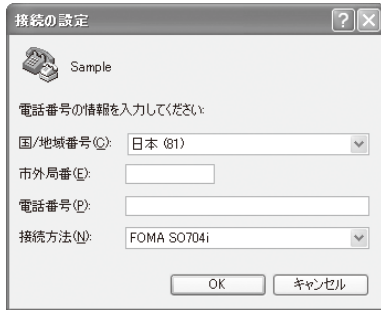 接続の設定
Sample
電話番号の情報を入力してください:
国/地域番号(C): 日本 (81)
市外局番(E):
電話番号(P):
接続方法(N): FOMA SO704i
OK キャンセル